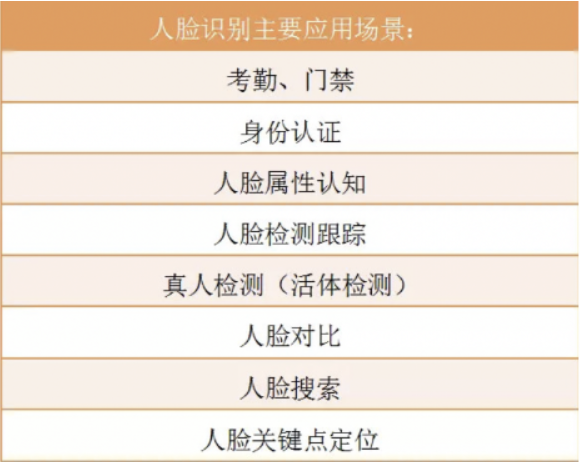 人脸识别主要应用场景：
考勤、门禁
身份认证
人脸属性认知
人脸检测跟踪
真人检测（活体检测）
人脸对比
人脸搜索
人脸关键点定位